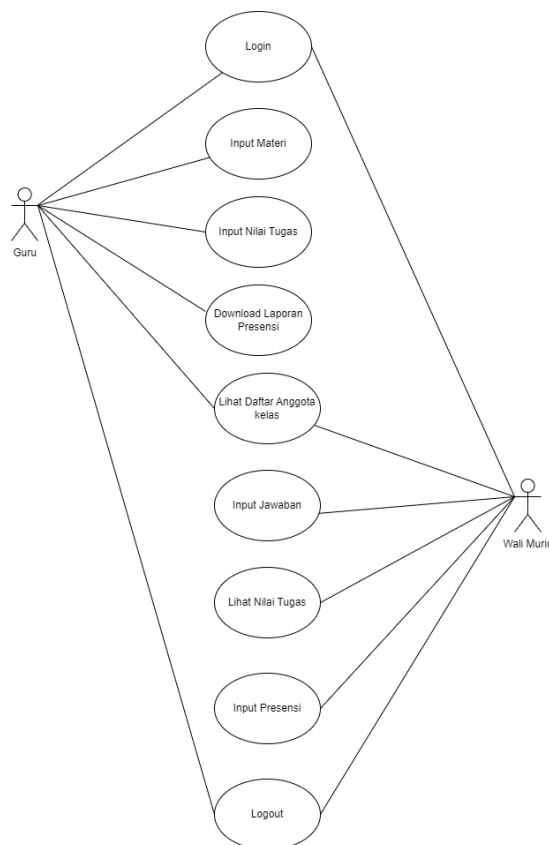 Login
Input Materi
Input Nilai Tugas
Guru
Download Laporan
Presensi
Lihat Daftar Anggota
kelas
Input Jawaban
Wali Murid
Lihat Nilai Tugas
Input Presensi
Logout